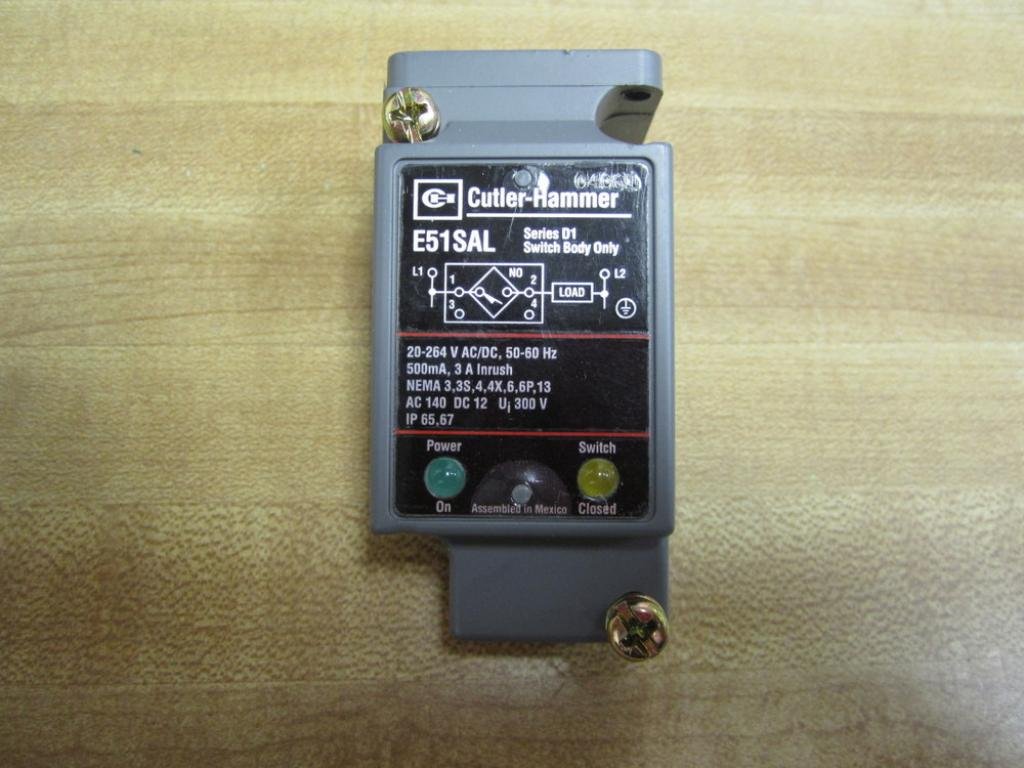 Cutler-Hammer
E51SAL
Series D1
Switch Body Only
L1 1 NO 2 L2
LOAD
3 4
20-264 V AC/DC, 50-60 Hz
500mA, 3 A Inrush
NEMA 3,3S,4,4X,6,6P,13
AC 140 DC 12 Ui 300 V
IP 65,67
Power Switch
On Assembled in Mexico Closed